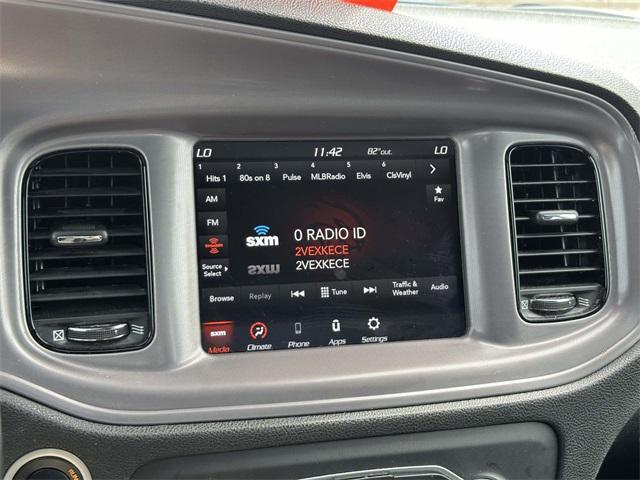 LO 11:42 82°out. LO
1 2 3 4 5 6
Hits 1 80s on 8 Pulse MLBRadio Elvis ClsVinyl
AM
Fav
FM
sxm 0 RADIO ID
2VEXKECE
2VEXKECE
Source
Select
Browse Replay Tune Traffic & Weather Audio
sxm
Media Climate Phone Apps Settings